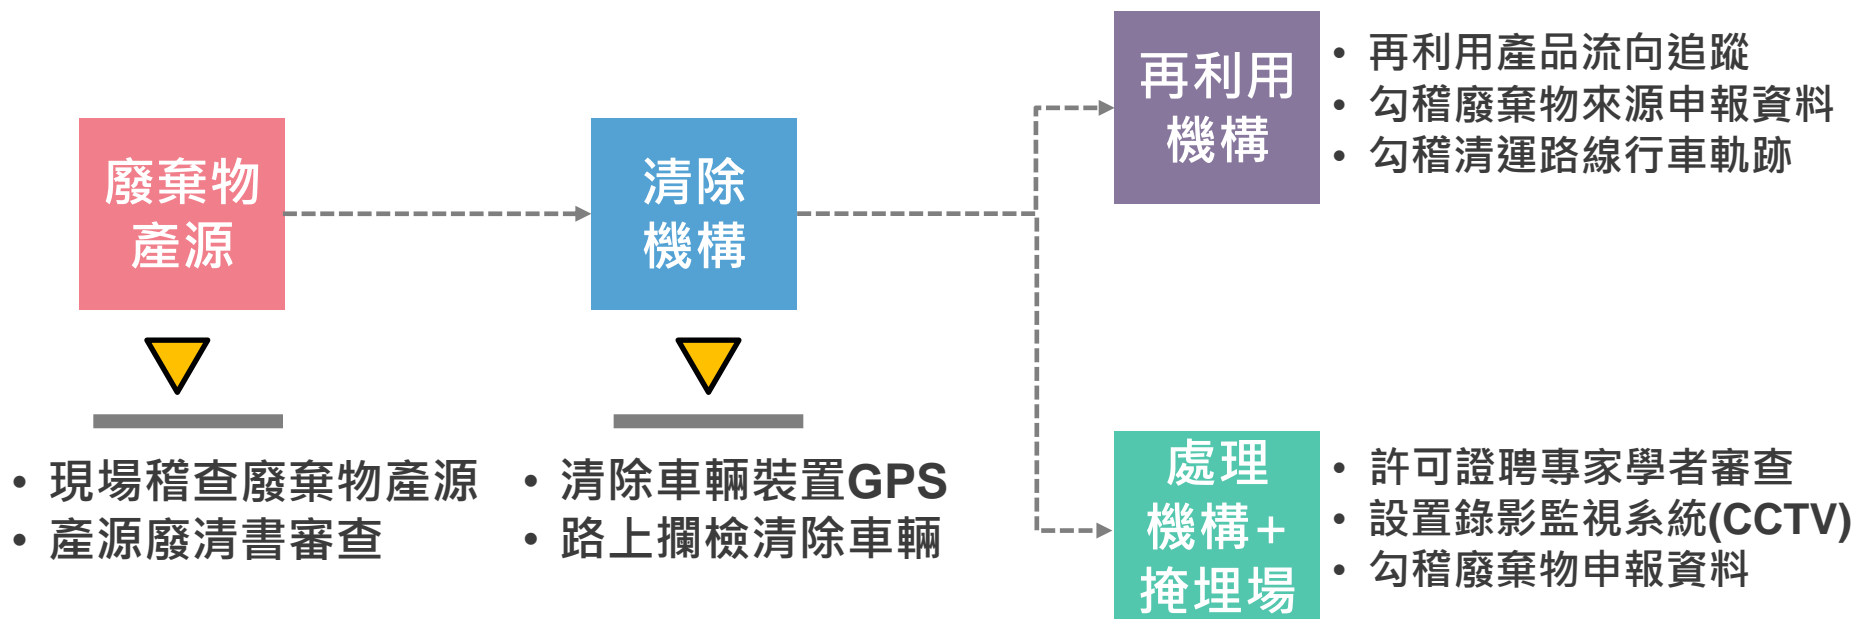 廢棄物
產源
• 現場稽查廢棄物產源
• 產源廢清書審查
清除
機構
• 清除車輛裝置GPS
• 路上攔檢清除車輛
再利用
機構
• 再利用產品流向追蹤
• 勾稽廢棄物來源申報資料
• 勾稽清運路線行車軌跡
處理
機構+
掩埋場
• 許可證聘專家學者審查
• 設置錄影監視系統(CCTV)
• 勾稽廢棄物申報資料